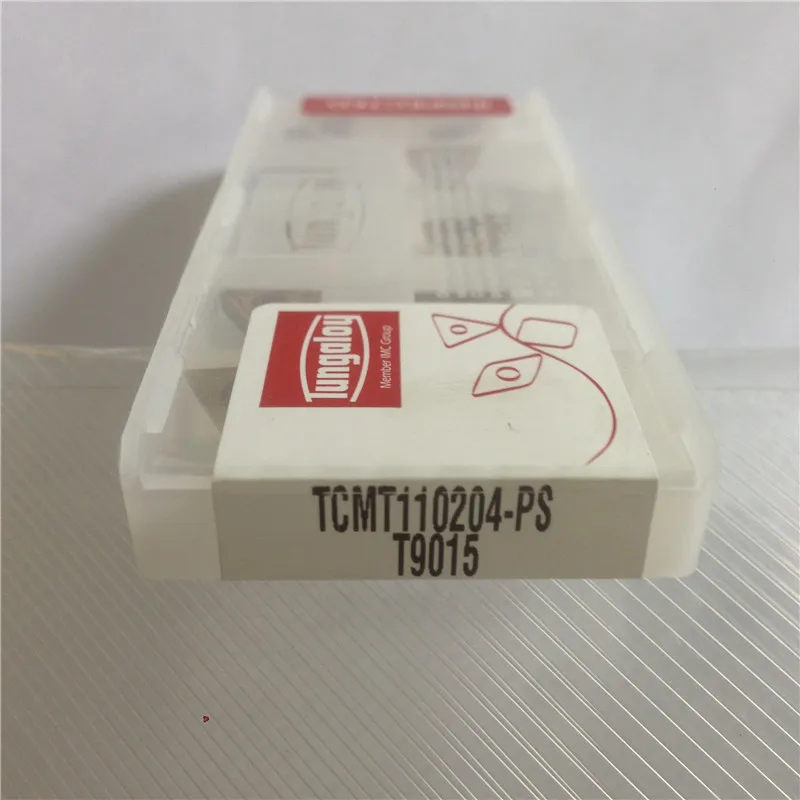 Tungaloy
Member IMC Group
TCMT110204-PS
T9015